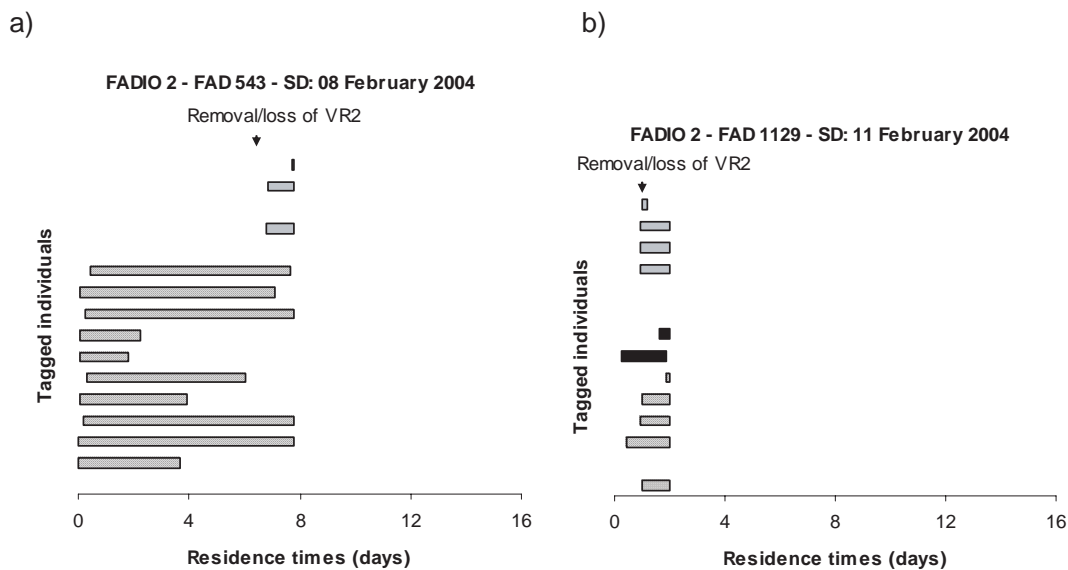 a)
FADIO 2 - FAD 543 - SD: 08 February 2004
Removal/loss of VR2
Tagged individuals
0 4 8 12 16
Residence times (days)
b)
FADIO 2 - FAD 1129 - SD: 11 February 2004
Removal/loss of VR2
Tagged individuals
0 4 8 12 16
Residence times (days)